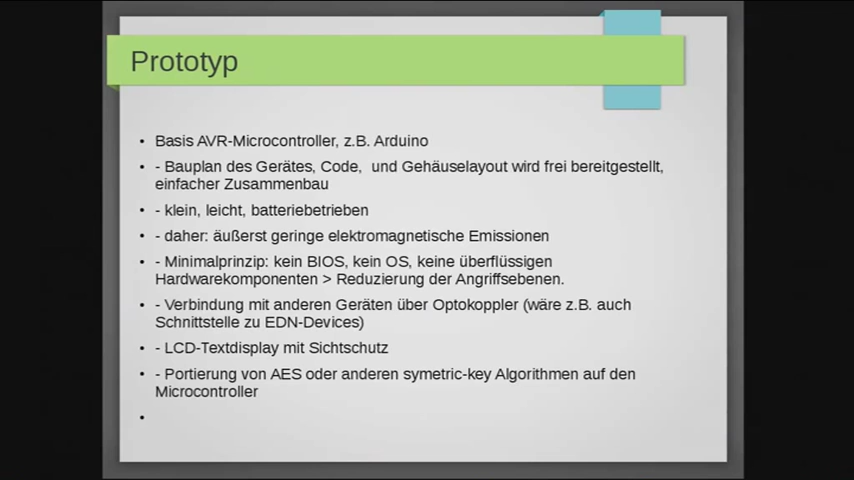 Prototyp
• Basis AVR-Microcontroller, z.B. Arduino
• - Bauplan des Gerätes, Code,  und Gehäuselayout wird frei bereitgestellt,
einfacher Zusammenbau
• - klein, leicht, batteriebetrieben
• - daher: äußerst geringe elektromagnetische Emissionen
• - Minimalprinzip: kein BIOS, kein OS, keine überflüssigen
Hardwarekomponenten > Reduzierung der Angriffsebenen.
• - Verbindung mit anderen Geräten über Optokoppler (wäre z.B. auch
Schnittstelle zu EDN-Devices)
• - LCD-Textdisplay mit Sichtschutz
• - Portierung von AES oder anderen symetric-key Algorithmen auf den
Microcontroller
•